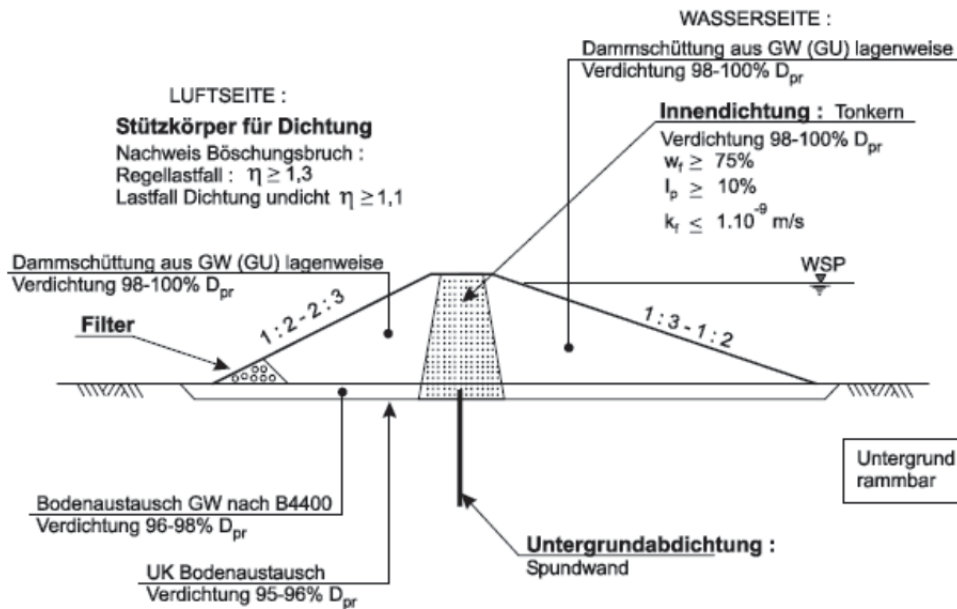 WASSERSEITE :
Dammschüttung aus GW (GU) lagenweise
Verdichtung 98-100% Dpr
LUFTSEITE :
Stützkörper für Dichtung
Nachweis Böschungsbruch :
Regellastfall : η ≥ 1,3
Lastfall Dichtung undicht η ≥ 1,1
Innendichtung : Tonkern
Verdichtung 98-100% Dpr
wf ≥ 75%
Ip ≥ 10%
kf ≤ 1.10⁻⁹ m/s
Dammschüttung aus GW (GU) lagenweise
Verdichtung 98-100% Dpr
WSP
Filter
1 : 2 - 2 : 3
1 : 3 - 1 : 2
Untergrund
rammbar
Bodenaustausch GW nach B4400
Verdichtung 96-98% Dpr
Untergrundabdichtung :
Spundwand
UK Bodenaustausch
Verdichtung 95-96% Dpr